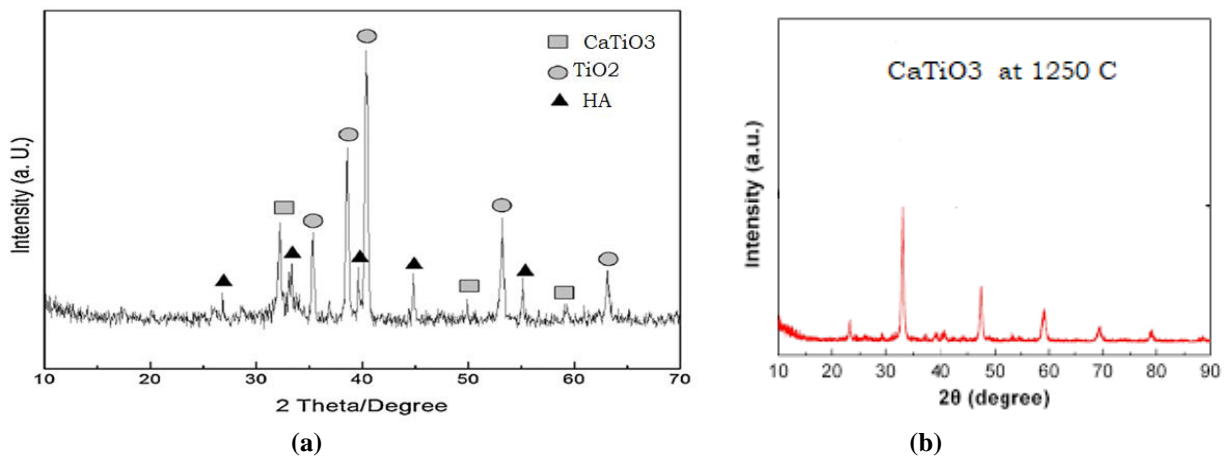 Intensity (a. U.)
CaTiO3
TiO2
HA
10 20 30 40 50 60 70
2 Theta/Degree
(a)
Intensity (a.u.)
CaTiO3 at 1250 C
10 20 30 40 50 60 70 80 90
2θ (degree)
(b)